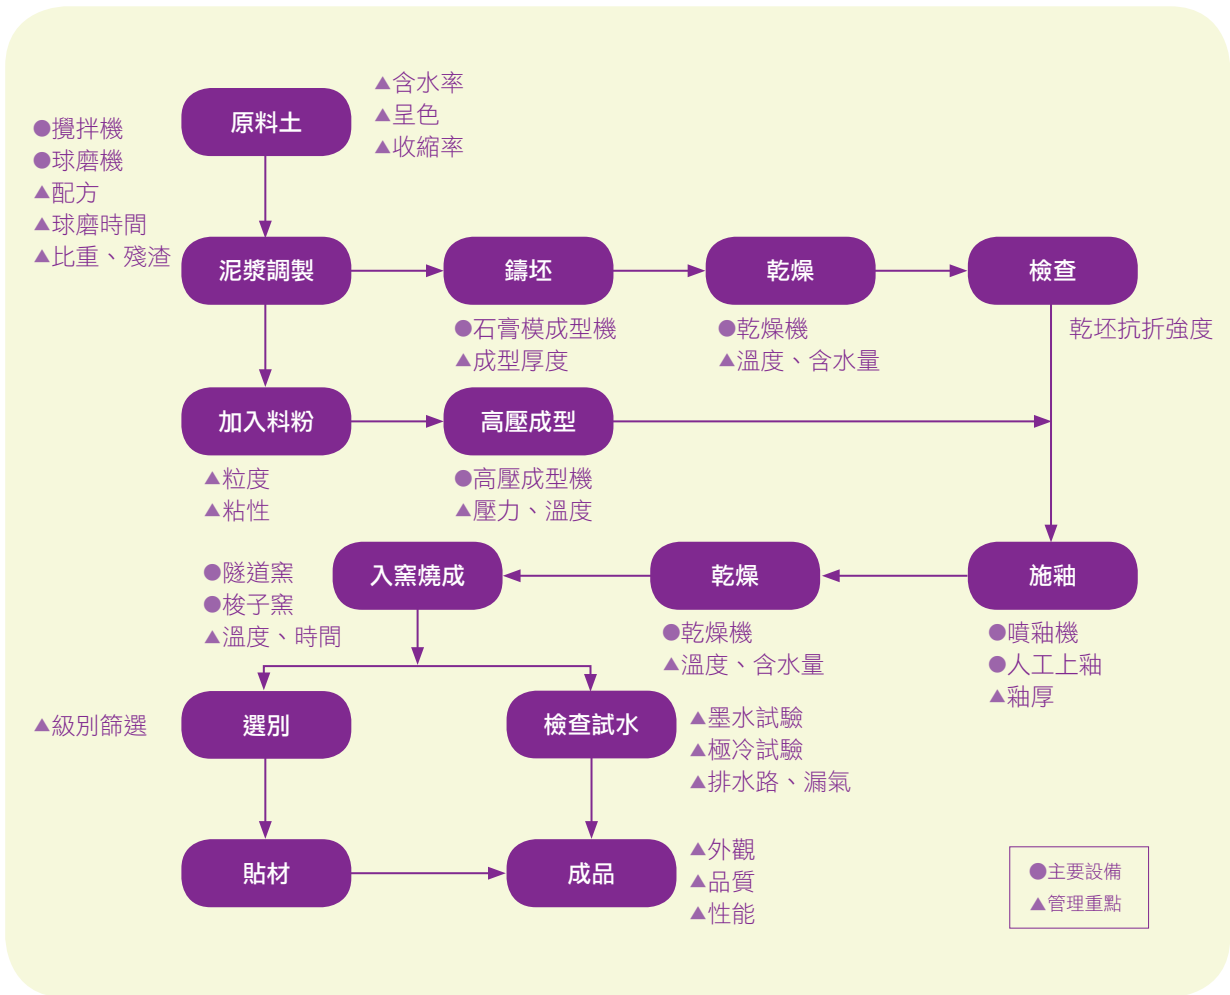 原料土
▲含水率
▲呈色
▲收縮率
●攪拌機
●球磨機
▲配方
▲球磨時間
▲比重、殘渣
泥漿調製
鑄坯
●石膏模成型機
▲成型厚度
乾燥
●乾燥機
▲溫度、含水量
檢查
乾坯抗折強度
加入料粉
▲粒度
▲粘性
高壓成型
●高壓成型機
▲壓力、溫度
施釉
●噴釉機
●人工上釉
▲釉厚
乾燥
●乾燥機
▲溫度、含水量
入窯燒成
●隧道窯
●梭子窯
▲溫度、時間
選別
▲級別篩選
檢查試水
▲墨水試驗
▲極冷試驗
▲排水路、漏氣
貼材
成品
▲外觀
▲品質
▲性能
●主要設備
▲管理重點